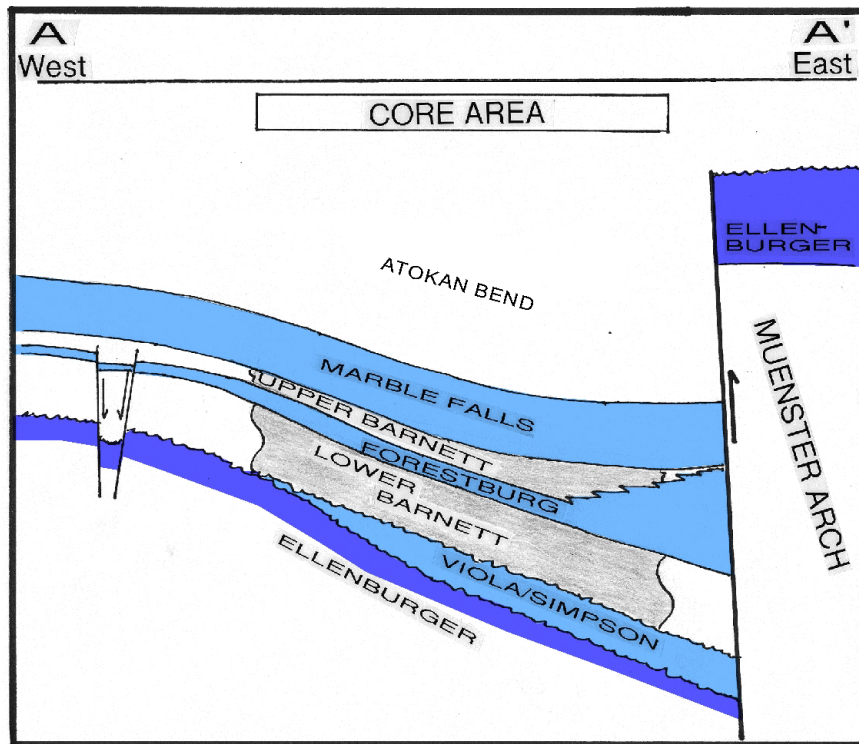 A
West
A'
East
CORE AREA
ELLEN-
BURGER
ATOKAN BEND
MARBLE FALLS
UPPER BARNETT
FORESTBURG
LOWER
BARNETT
VIOLA/SIMPSON
ELLENBURGER
MUENSTER ARCH